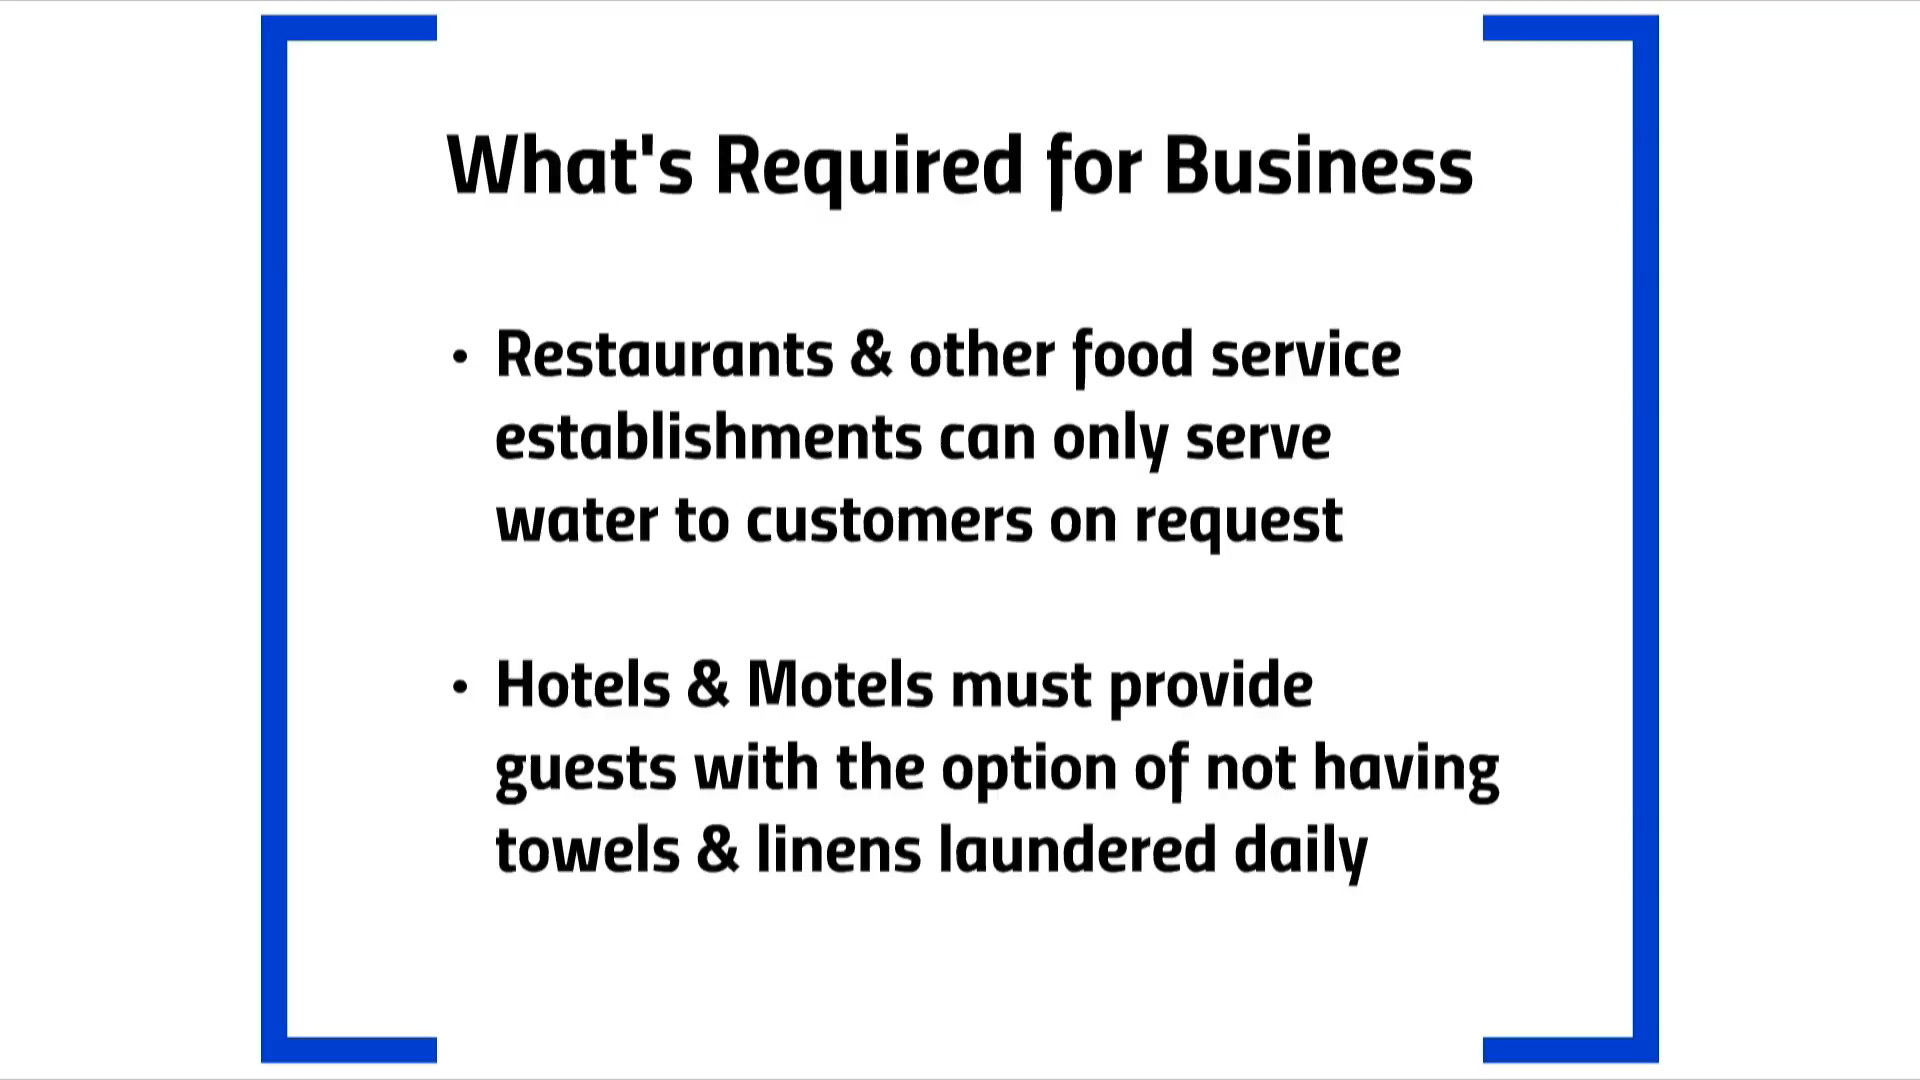 What's Required for Business
• Restaurants & other food service
establishments can only serve
water to customers on request
• Hotels & Motels must provide
guests with the option of not having
towels & linens laundered daily